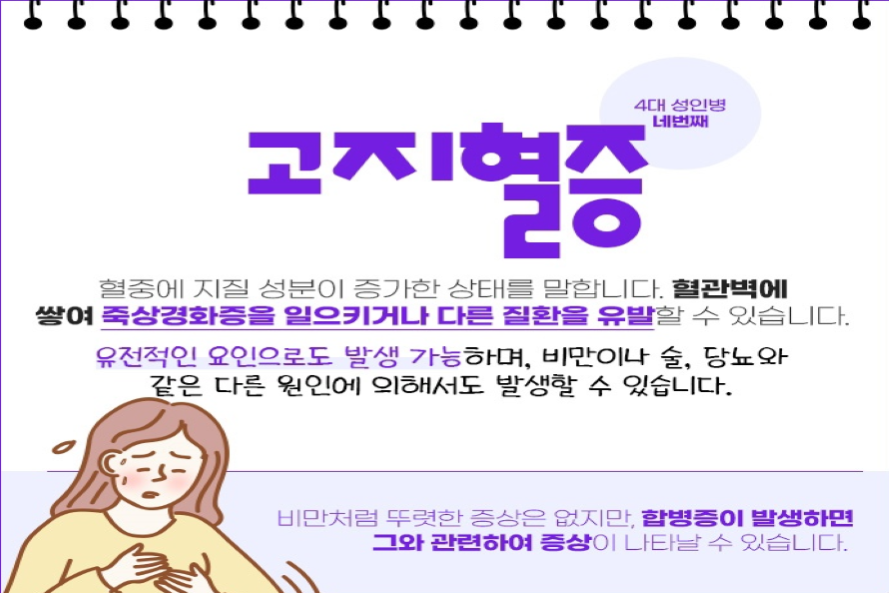 4대 성인병
네번째
고지혈증
혈중에 지질 성분이 증가한 상태를 말합니다. 혈관벽에
쌓여 죽상경화증을 일으키거나 다른 질환을 유발할 수 있습니다.
유전적인 요인으로도 발생 가능하며, 비만이나 술, 당뇨와
같은 다른 원인에 의해서도 발생할 수 있습니다.
비만처럼 뚜렷한 증상은 없지만, 합병증이 발생하면
그와 관련하여 증상이 나타날 수 있습니다.